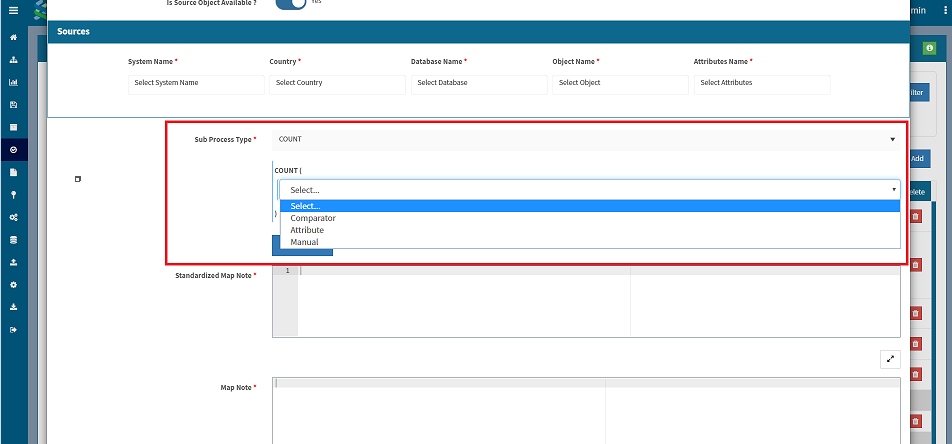 Is Source Object Available ?
Yes
min
Sources
System Name *
Country *
Database Name *
Object Name *
Attributes Name *
Select System Name
Select Country
Select Database
Select Object
Select Attributes
ilter
Sub Process Type *
COUNT
Add
COUNT (
Select...
elete
Select...
Comparator
)
Attribute
Manual
Standardized Map Note *
1
Map Note *